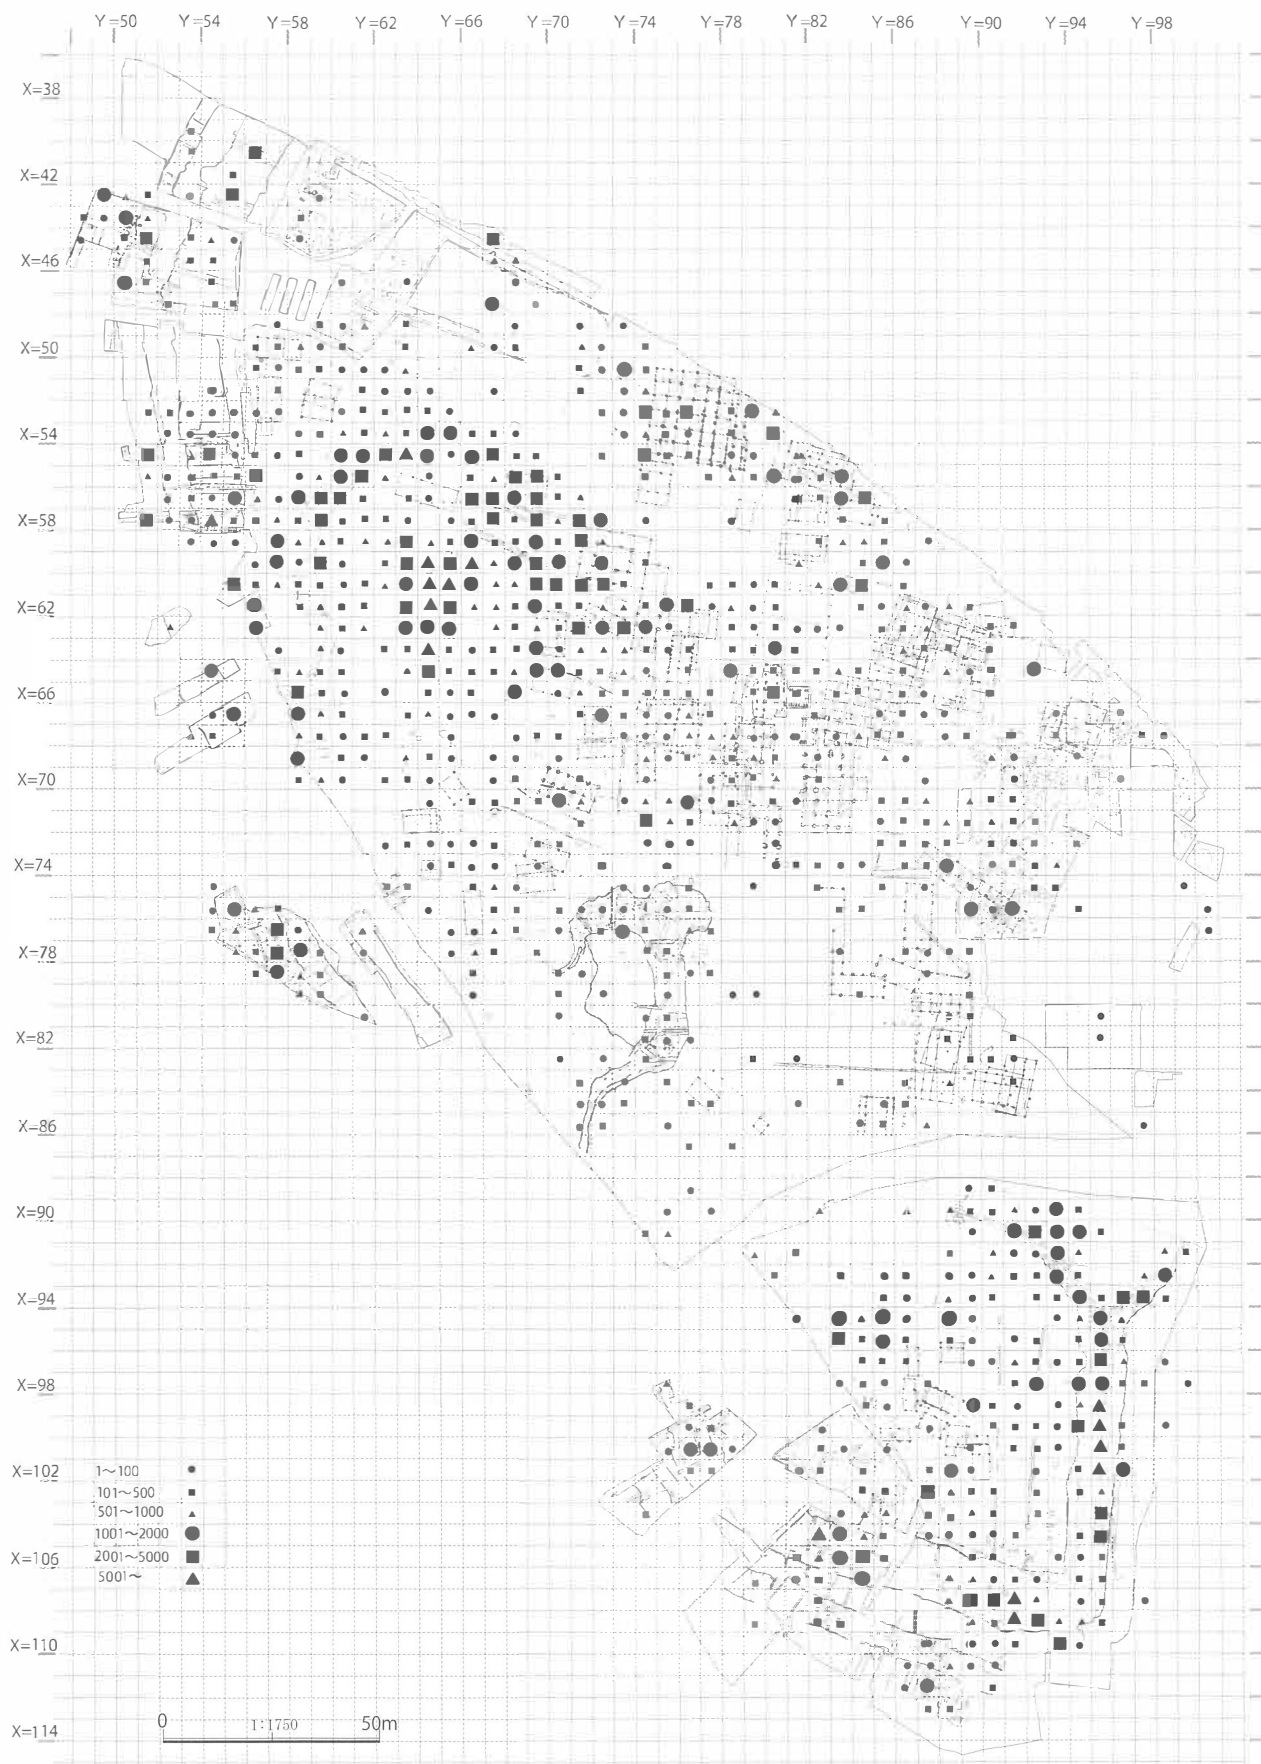 Y=50 Y=54 Y=58 Y=62 Y=66 Y=70 Y=74 Y=78 Y=82 Y=86 Y=90 Y=94 Y=98
X=38
X=42
X=46
X=50
X=54
X=58
X=62
X=66
X=70
X=74
X=78
X=82
X=86
X=90
X=94
X=98
X=102
X=106
X=110
X=114
1～100
101～500
501～1000
1001～2000
2001～5000
5001～
0 1:1750 50m